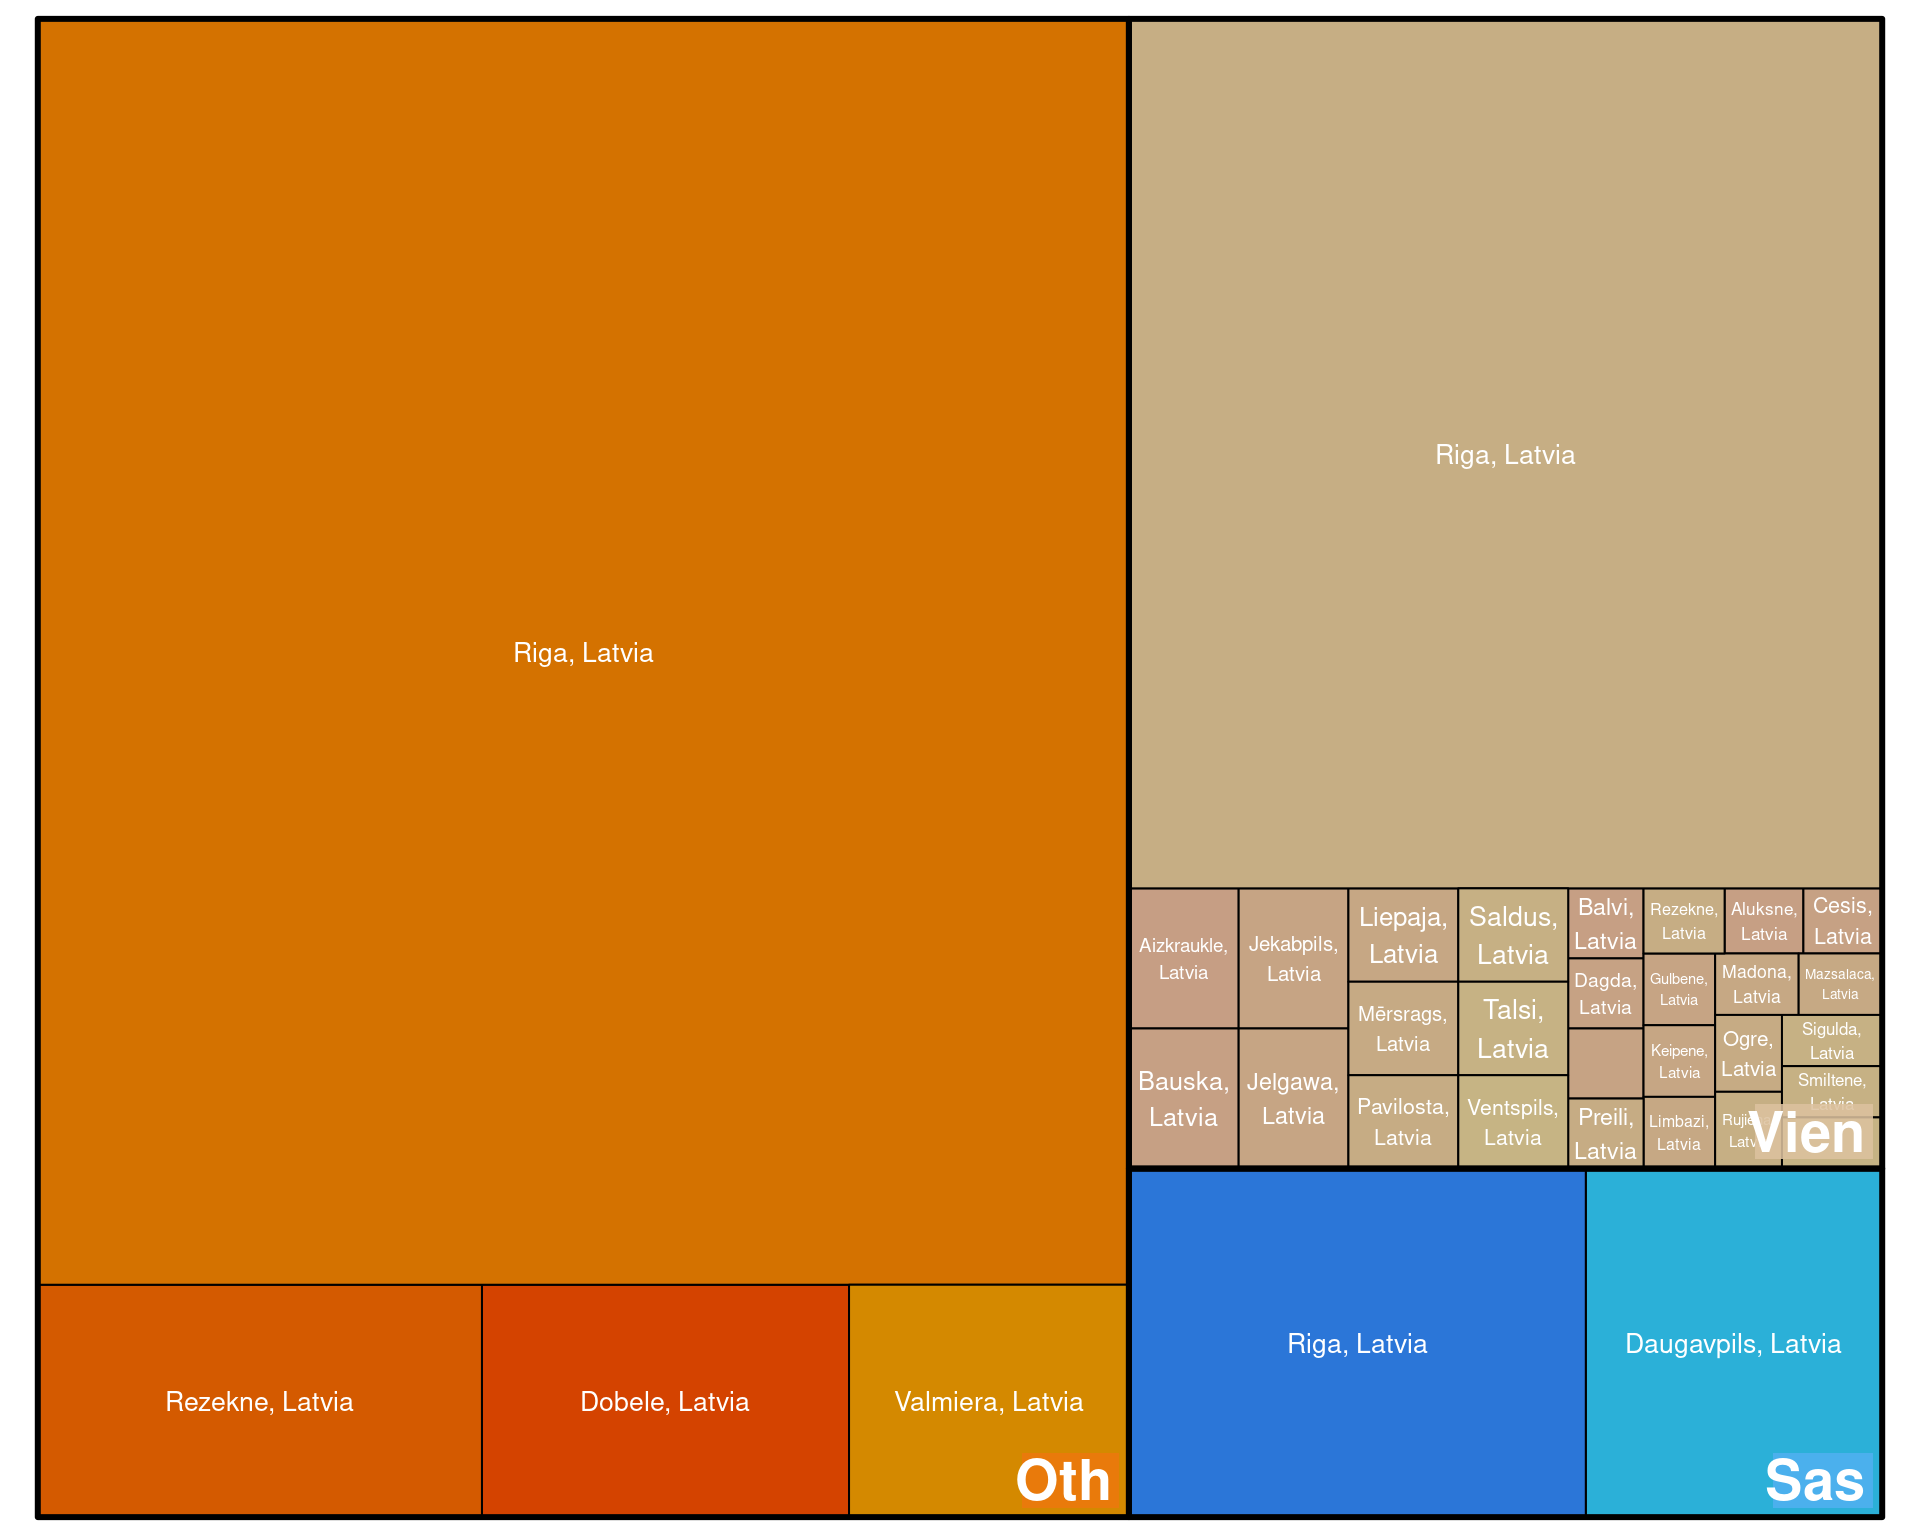 Riga, Latvia
Rezekne, Latvia
Dobele, Latvia
Valmiera, Latvia
Oth
Riga, Latvia
Aizkraukle,
Latvia
Bauska,
Latvia
Jekabpils,
Latvia
Jelgawa,
Latvia
Liepaja,
Latvia
Mērsrags,
Latvia
Pavilosta,
Latvia
Saldus,
Latvia
Talsi,
Latvia
Ventspils,
Latvia
Balvi,
Latvia
Dagda,
Latvia
Preili,
Latvia
Rezekne,
Latvia
Aluksne,
Latvia
Cesis,
Latvia
Gulbene,
Latvia
Keipene,
Latvia
Limbazi,
Latvia
Madona,
Latvia
Mazsalaca,
Latvia
Ogre,
Latvia
Sigulda,
Latvia
Smiltene,
Latvia
Vien
Riga, Latvia
Daugavpils, Latvia
Sas